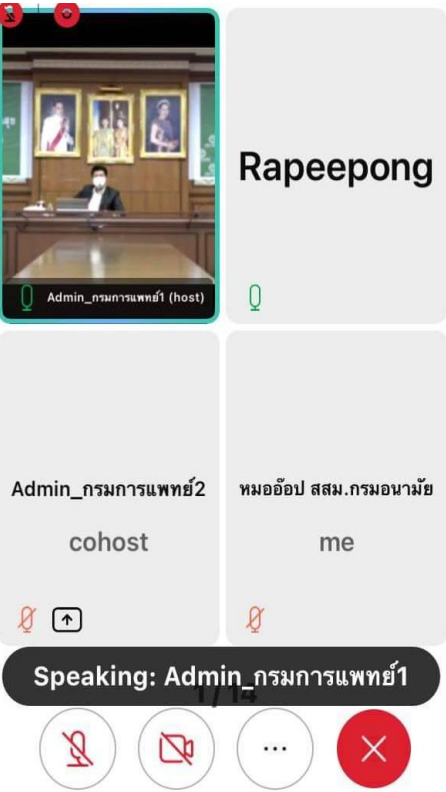 Admin_กรมการแพทย์1 (host)
Rapeepong
Admin_กรมการแพทย์2
cohost
หมออ๊อป สสม.กรมอนามัย
me
Speaking: Admin_กรมการแพทย์1
1/14